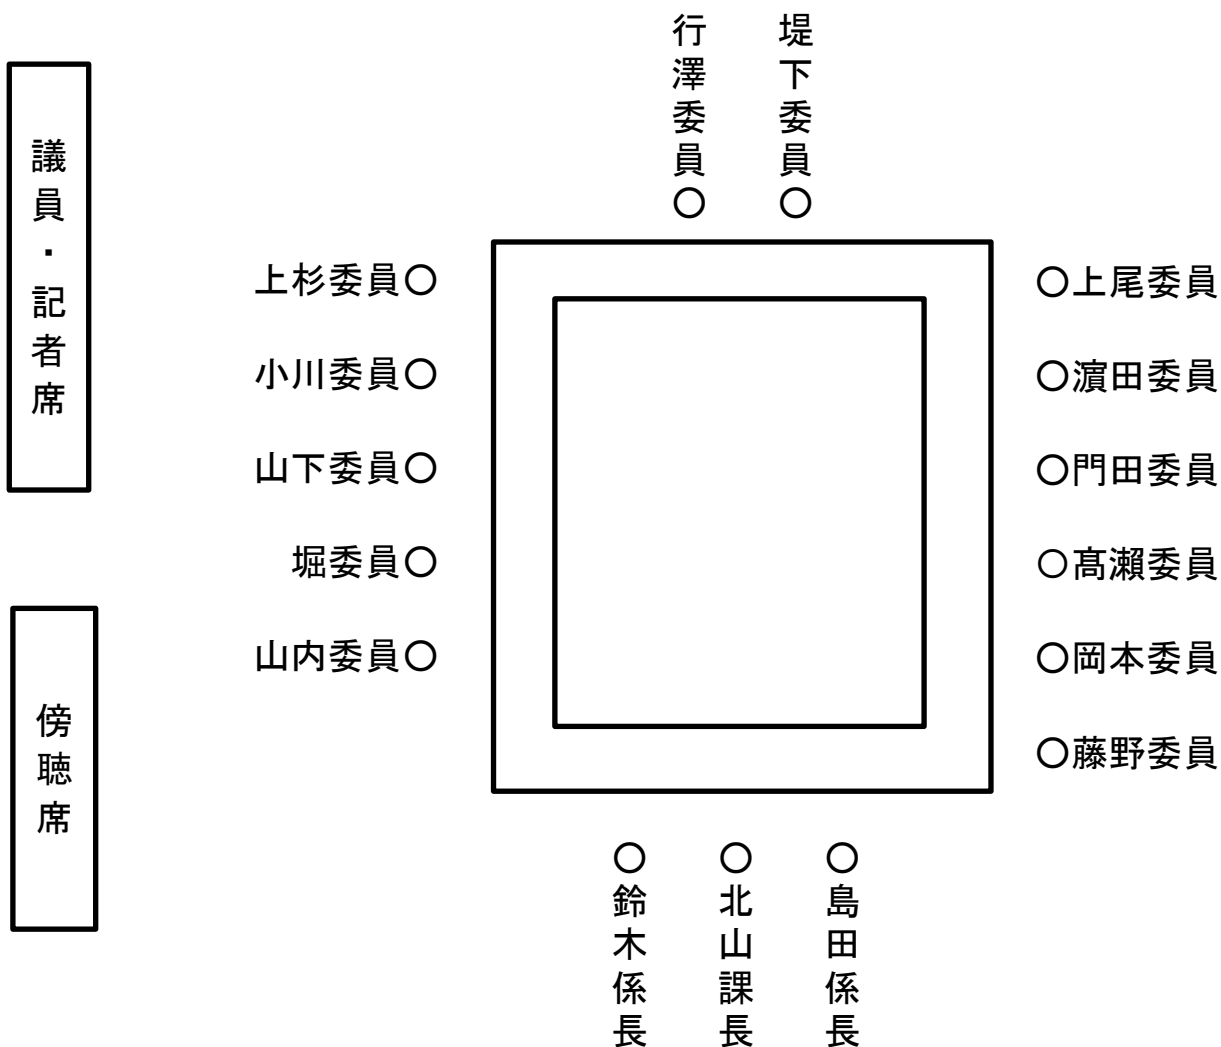 行澤委員○
堤下委員○
議員・記者席
傍聴席
上杉委員○
小川委員○
山下委員○
堀委員○
山内委員○
○上尾委員
○濵田委員
○門田委員
○髙瀨委員
○岡本委員
○藤野委員
○鈴木係長
○北山課長
○島田係長